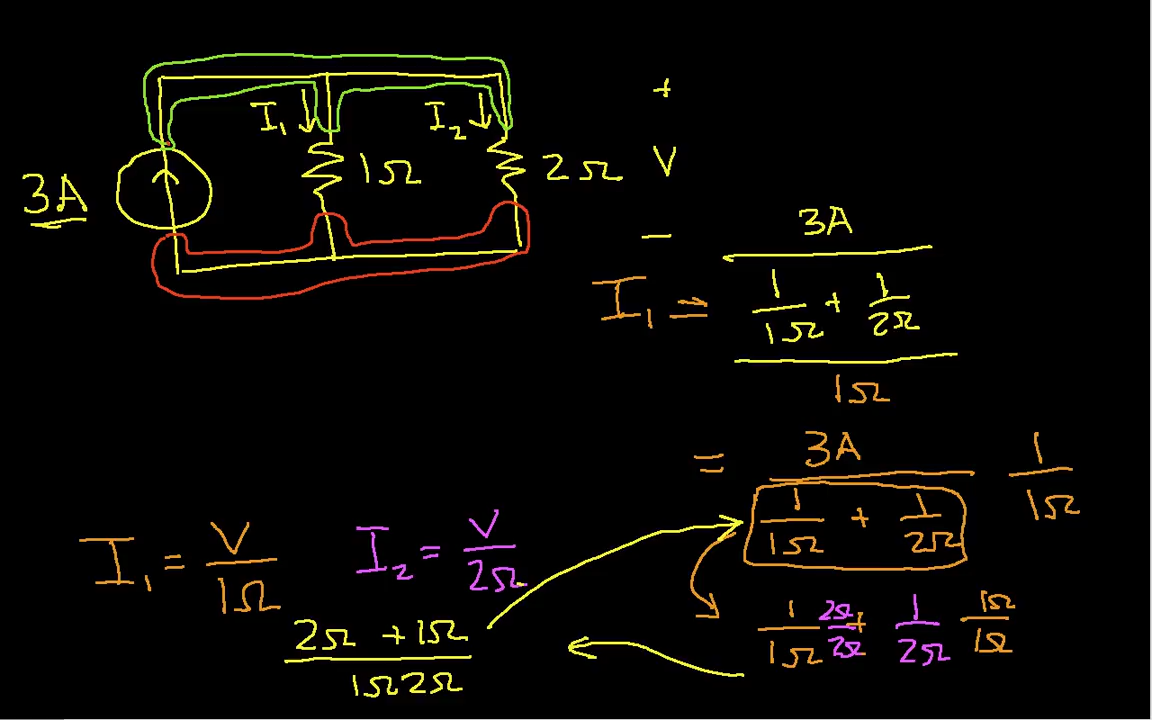 I₁ I₂ +
3A 1Ω 2Ω V
−
I₁ = 3A / (1/1Ω + 1/2Ω) / 1Ω
= 3A / (1/1Ω + 1/2Ω) 1/1Ω
I₁ = V/1Ω I₂ = V/2Ω
1/1Ω 2Ω/2Ω + 1/2Ω 1Ω/1Ω
(2Ω + 1Ω) / 1Ω2Ω